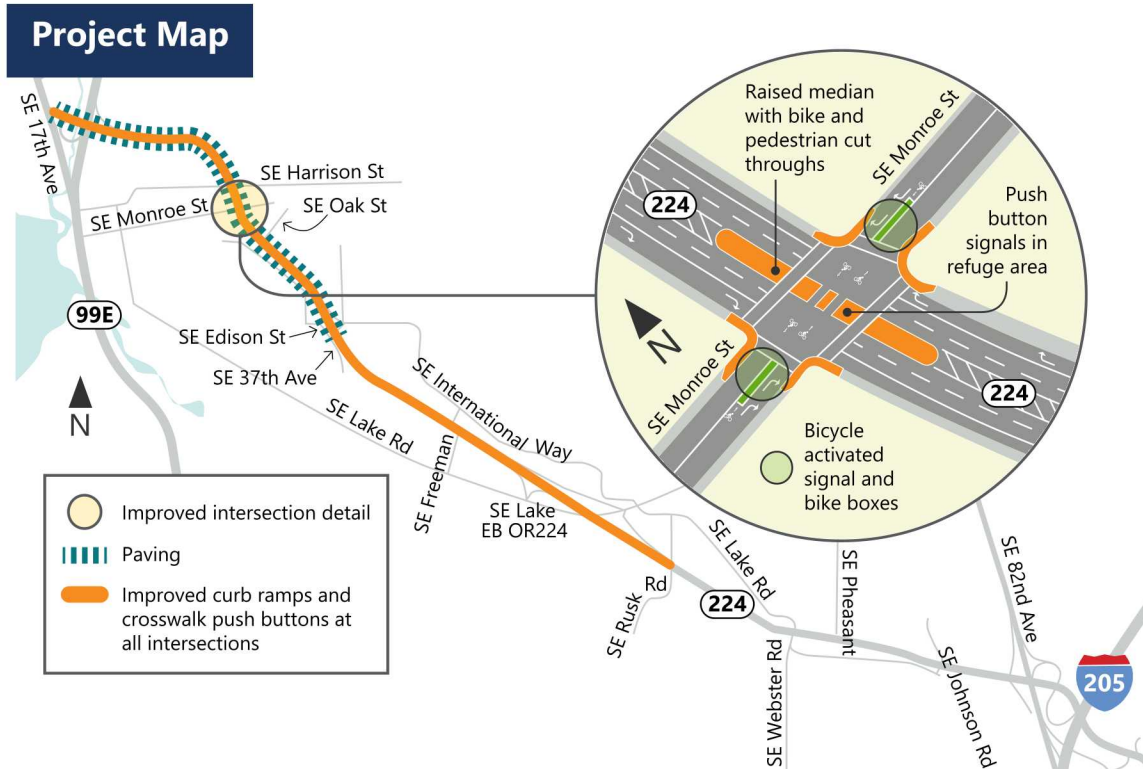 Project Map
SE 17th Ave
SE Harrison St
SE Monroe St
SE Oak St
99E
SE Edison St
SE 37th Ave
N
SE International Way
SE Lake Rd
SE Freeman
SE Lake
EB OR224
SE Rusk Rd
224
SE Lake Rd
SE Pheasant
SE Webster Rd
SE Johnson Rd
SE 82nd Ave
205
Raised median
with bike and
pedestrian cut
throughs
SE Monroe St
224
Push
button
signals in
refuge area
N
SE Monroe St
224
Bicycle
activated
signal and
bike boxes
Improved intersection detail
Paving
Improved curb ramps and
crosswalk push buttons at
all intersections